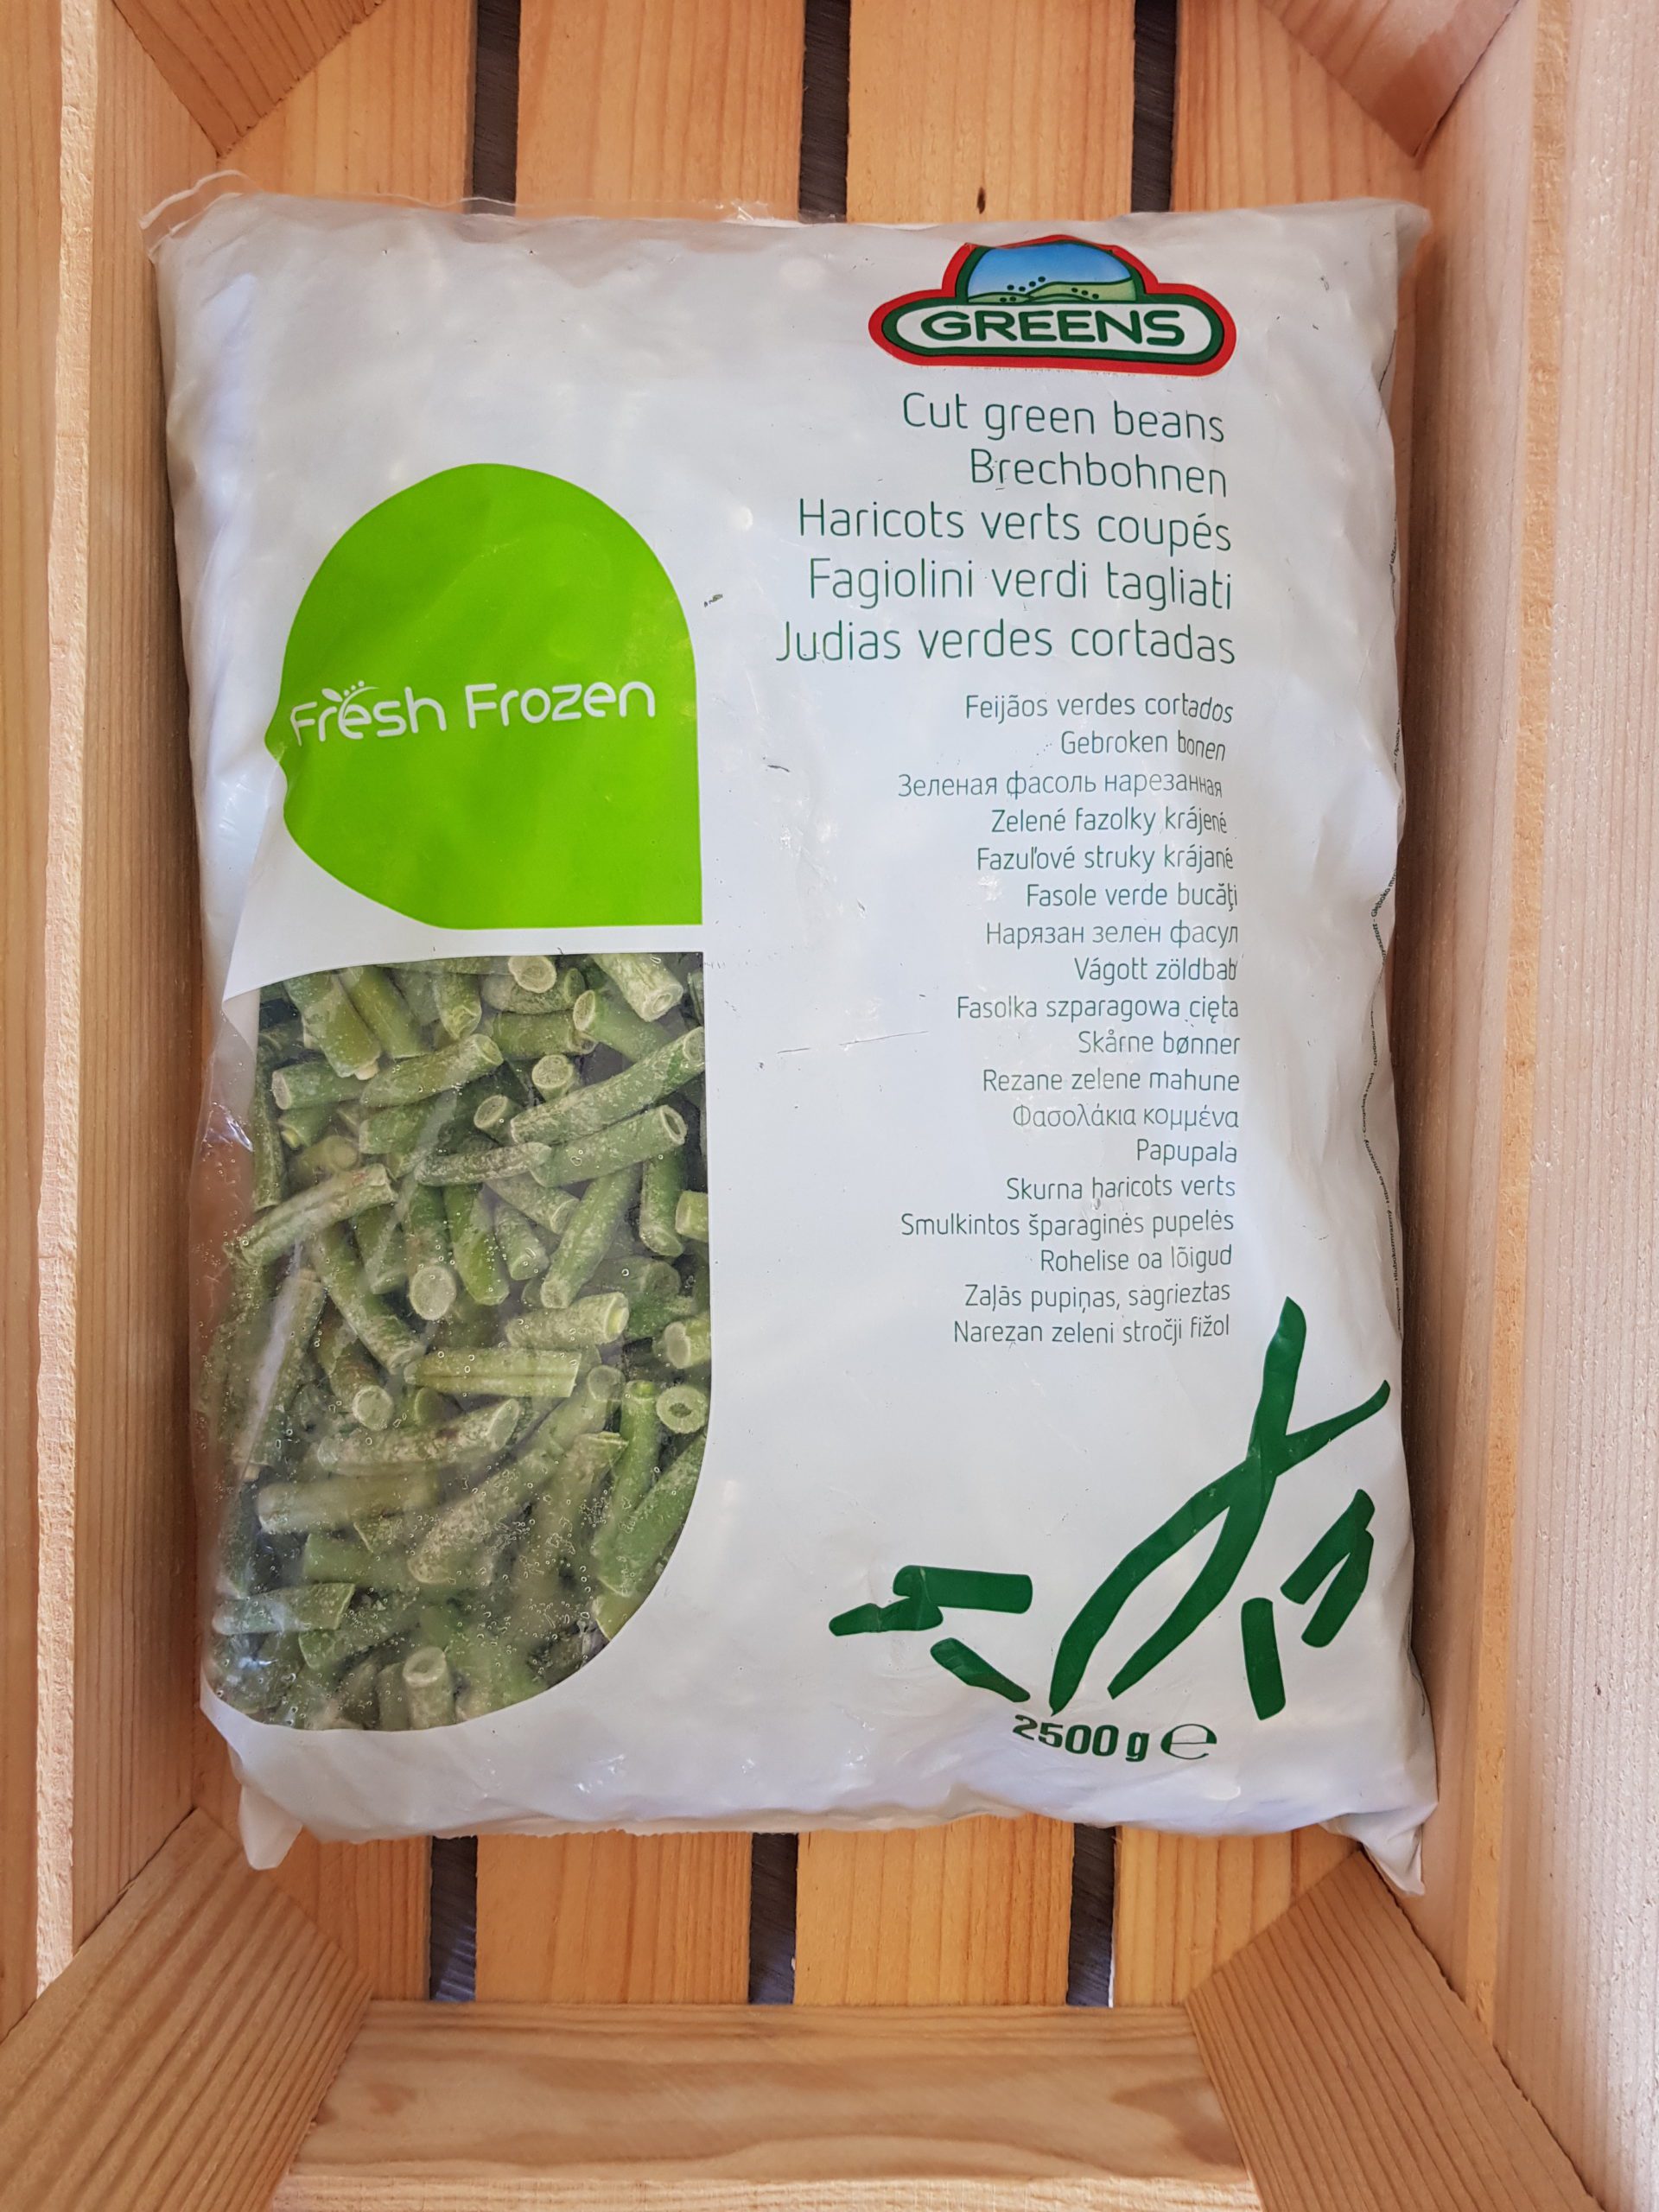 GREENS
Cut green beans
Brechbohnen
Haricots verts coupés
Fagiolini verdi tagliati
Judias verdes cortadas
Fresh Frozen
Feijãos verdes cortados
Gebroken bonen
Зеленая фасоль нарезанная
Zelené fazolky krájené
Fazuľové struky krájané
Fasole verde bucăţi
Нарязан зелен фасул
Vágott zöldbab
Fasolka szparagowa cięta
Skårne bønner
Rezane zelene mahune
Φασολάκια κομμένα
Papupala
Skurna haricots verts
Smulkintos šparaginės pupelės
Rohelise oa lõigud
Zaļās pupiņas, sagrieztas
Narezan zeleni stročji fižol
2500 g ℮